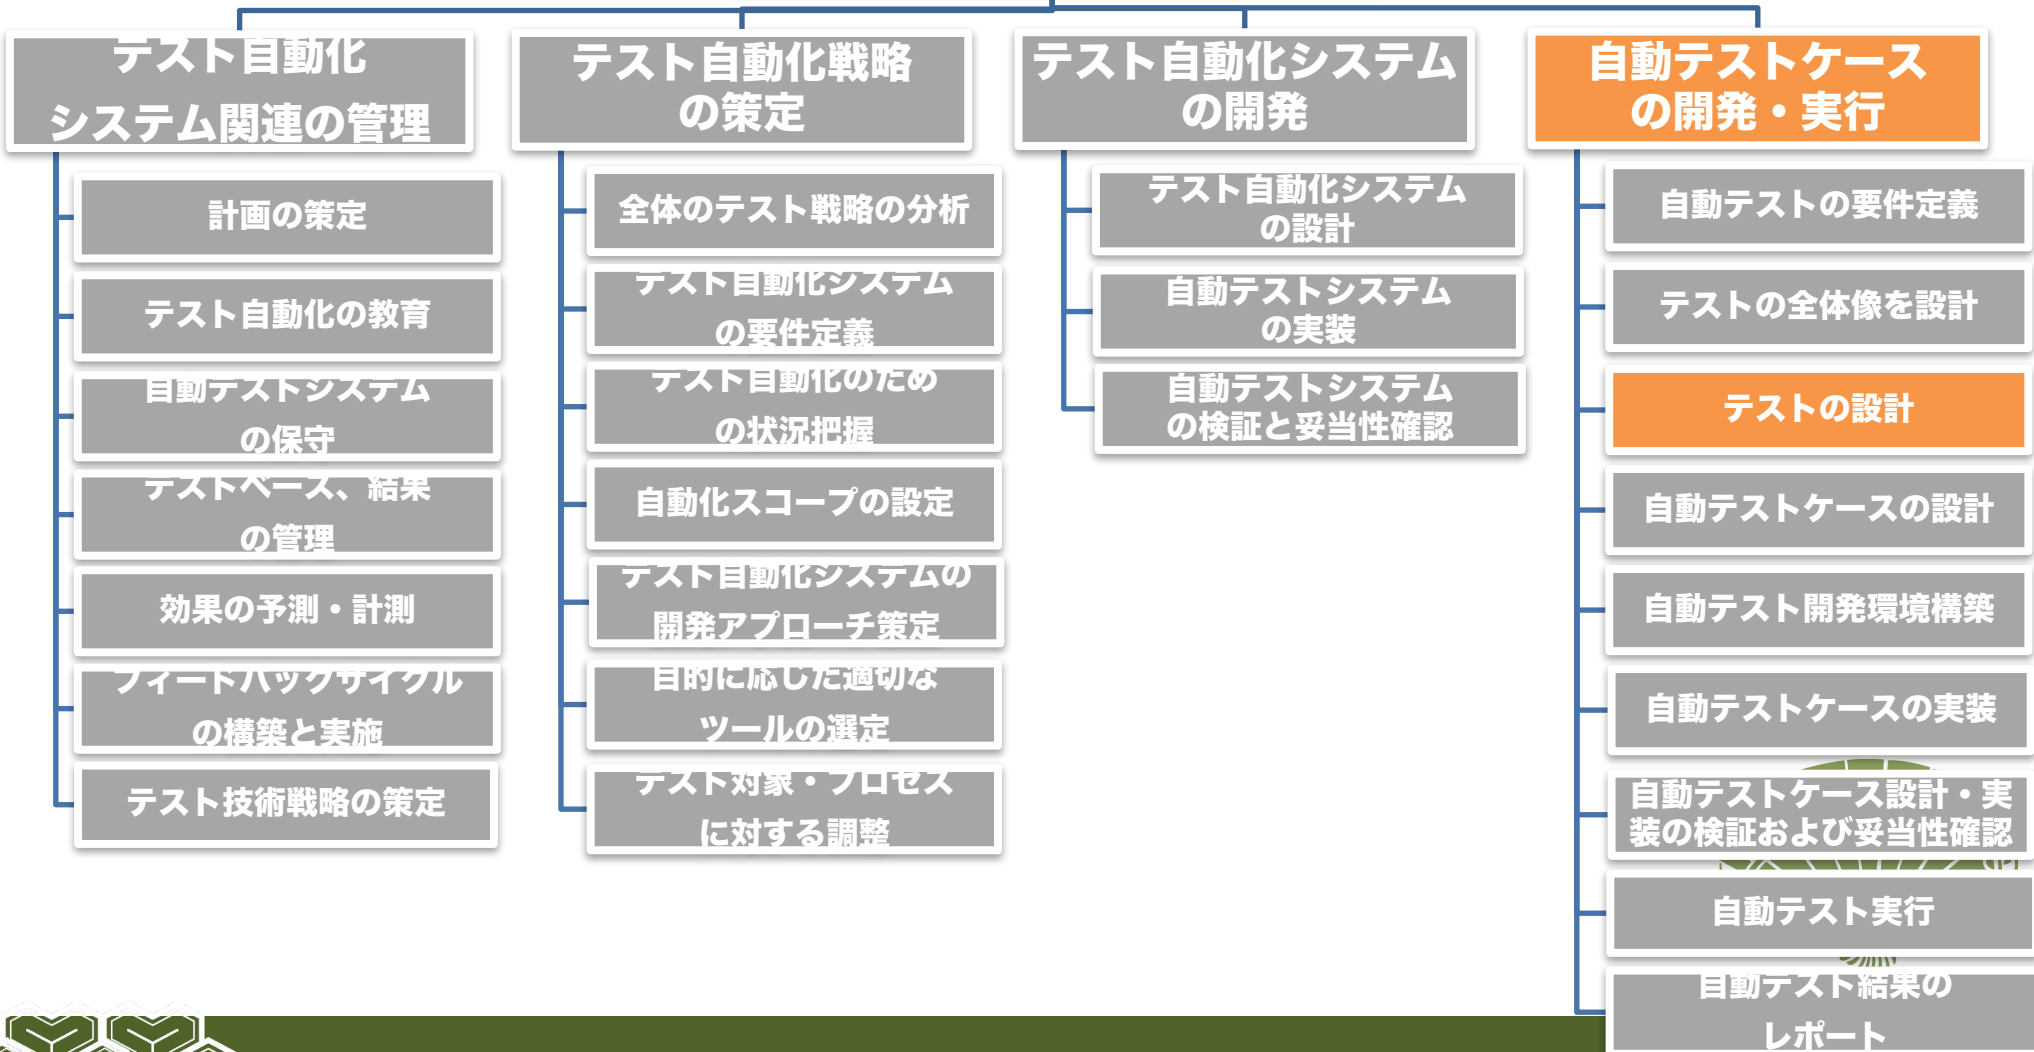 テスト自動化
システム関連の管理
計画の策定
テスト自動化の教育
自動テストシステム
の保守
テストベース、結果
の管理
効果の予測・計測
フィードバックサイクル
の構築と実施
テスト技術戦略の策定
テスト自動化戦略
の策定
全体のテスト戦略の分析
テスト自動化システム
の要件定義
テスト自動化のため
の状況把握
自動化スコープの設定
テスト自動化システムの
開発アプローチ策定
目的に応じた適切な
ツールの選定
テスト対象・プロセス
に対する調整
テスト自動化システム
の開発
テスト自動化システム
の設計
自動テストシステム
の実装
自動テストシステム
の検証と妥当性確認
自動テストケース
の開発・実行
自動テストの要件定義
テストの全体像を設計
テストの設計
自動テストケースの設計
自動テスト開発環境構築
自動テストケースの実装
自動テストケース設計・実
装の検証および妥当性確認
自動テスト実行
自動テスト結果の
レポート